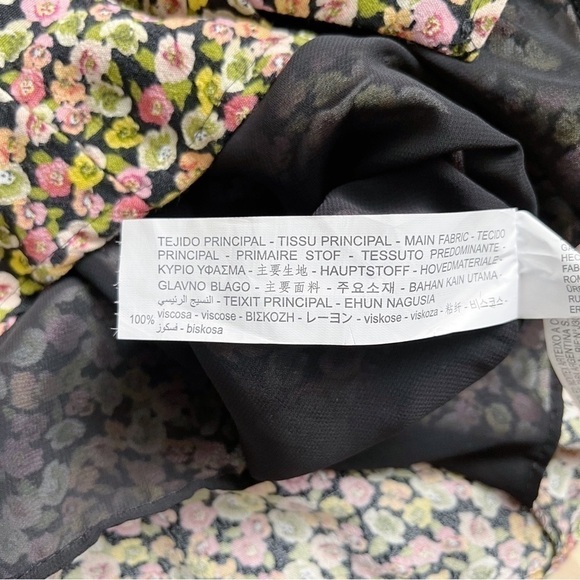 TEJIDO PRINCIPAL - TISSU PRINCIPAL - MAIN FABRIC - TECIDO
PRINCIPAL - PRIMAIRE STOF - TESSUTO PREDOMINANTE -
ΚΥΡΙΟ ΥΦΑΣΜΑ - 主要生地 - HAUPTSTOFF - HOVEDMATERIALE -
GLAVNO BLAGO - 主要面料 - 주요소재 - BAHAN KAIN UTAMA -
النسيج الرئيسي - TEIXIT PRINCIPAL - EHUN NAGUSIA
100% viscosa - viscose - ΒΙΣΚΟΖΗ - レーヨン - viskose - viskoza - 粘纤 - 비스코스 -
فسكوز - biskosa